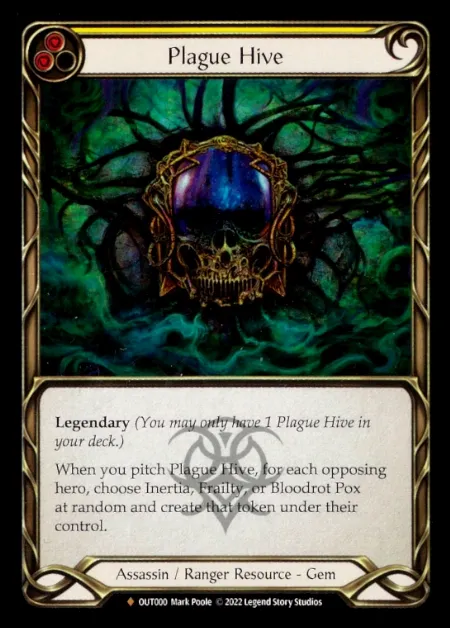 Plague Hive
Legendary (You may only have 1 Plague Hive in
your deck.)
When you pitch Plague Hive, for each opposing
hero, choose Inertia, Frailty, or Bloodrot Pox
at random and create that token under their
control.
Assassin / Ranger Resource - Gem
OUT000 Mark Poole © 2022 Legend Story Studios